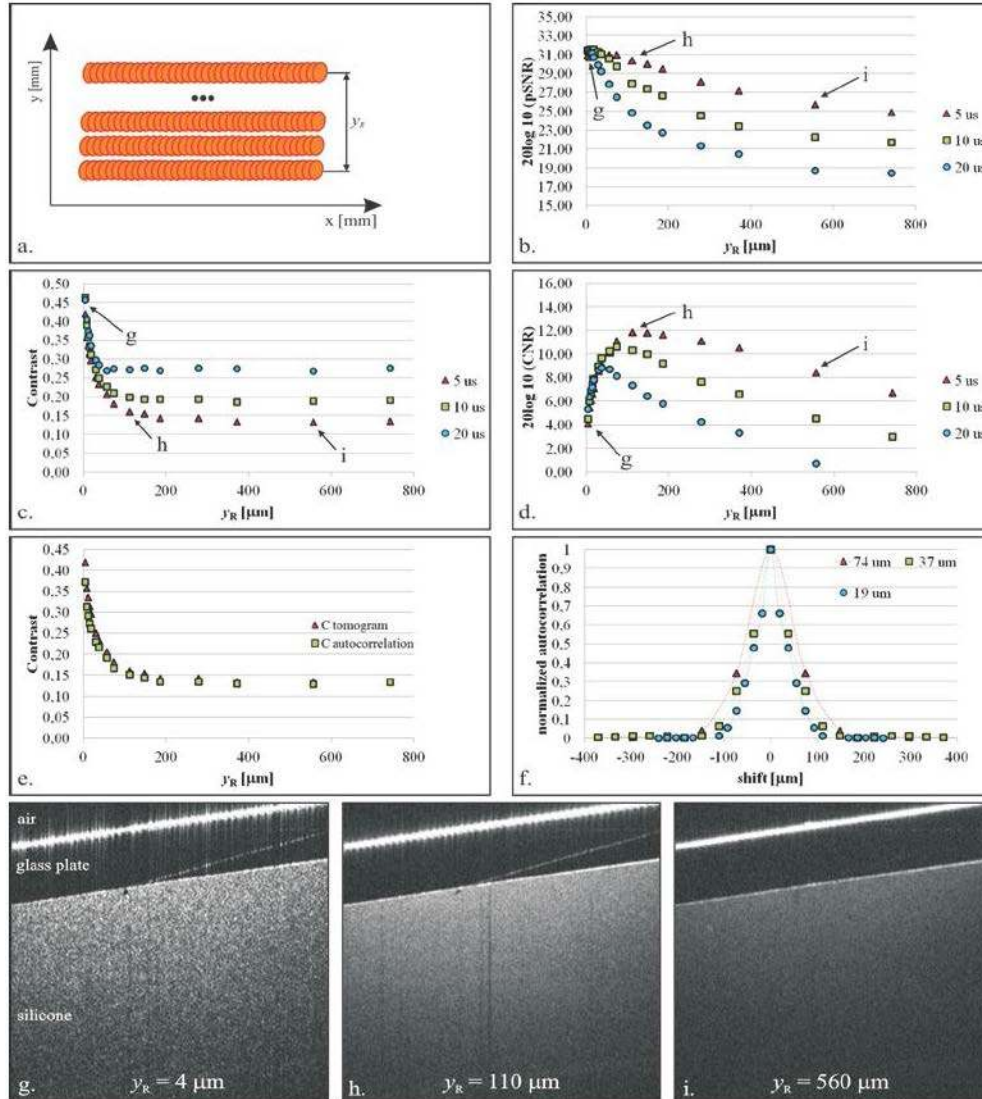 y [mm]
•••
yₛ
x [mm]
a.
20log 10 (pSNR)
35,00
33,00
31,00
29,00
27,00
25,00
23,00
21,00
19,00
17,00
15,00
h
i
g
5 us
10 us
20 us
0 200 400 600 800
b. y_R [µm]
Contrast
0,50
0,45
0,40
0,35
0,30
0,25
0,20
0,15
0,10
0,05
0,00
g
h
i
5 us
10 us
20 us
0 200 400 600 800
c. y_R [µm]
20log 10 (CNR)
16,00
14,00
12,00
10,00
8,00
6,00
4,00
2,00
0,00
h
i
g
5 us
10 us
20 us
0 200 400 600 800
d. y_R [µm]
Contrast
0,45
0,40
0,35
0,30
0,25
0,20
0,15
0,10
0,05
0,00
C tomogram
C autocorrelation
0 200 400 600 800
e. y_R [µm]
normalized autocorrelation
1
0,9
0,8
0,7
0,6
0,5
0,4
0,3
0,2
0,1
0
74 um 37 um
19 um
-400 -300 -200 -100 0 100 200 300 400
f. shift [µm]
air
glass plate
silicone
g. y_R = 4 µm
h. y_R = 110 µm
i. y_R = 560 µm